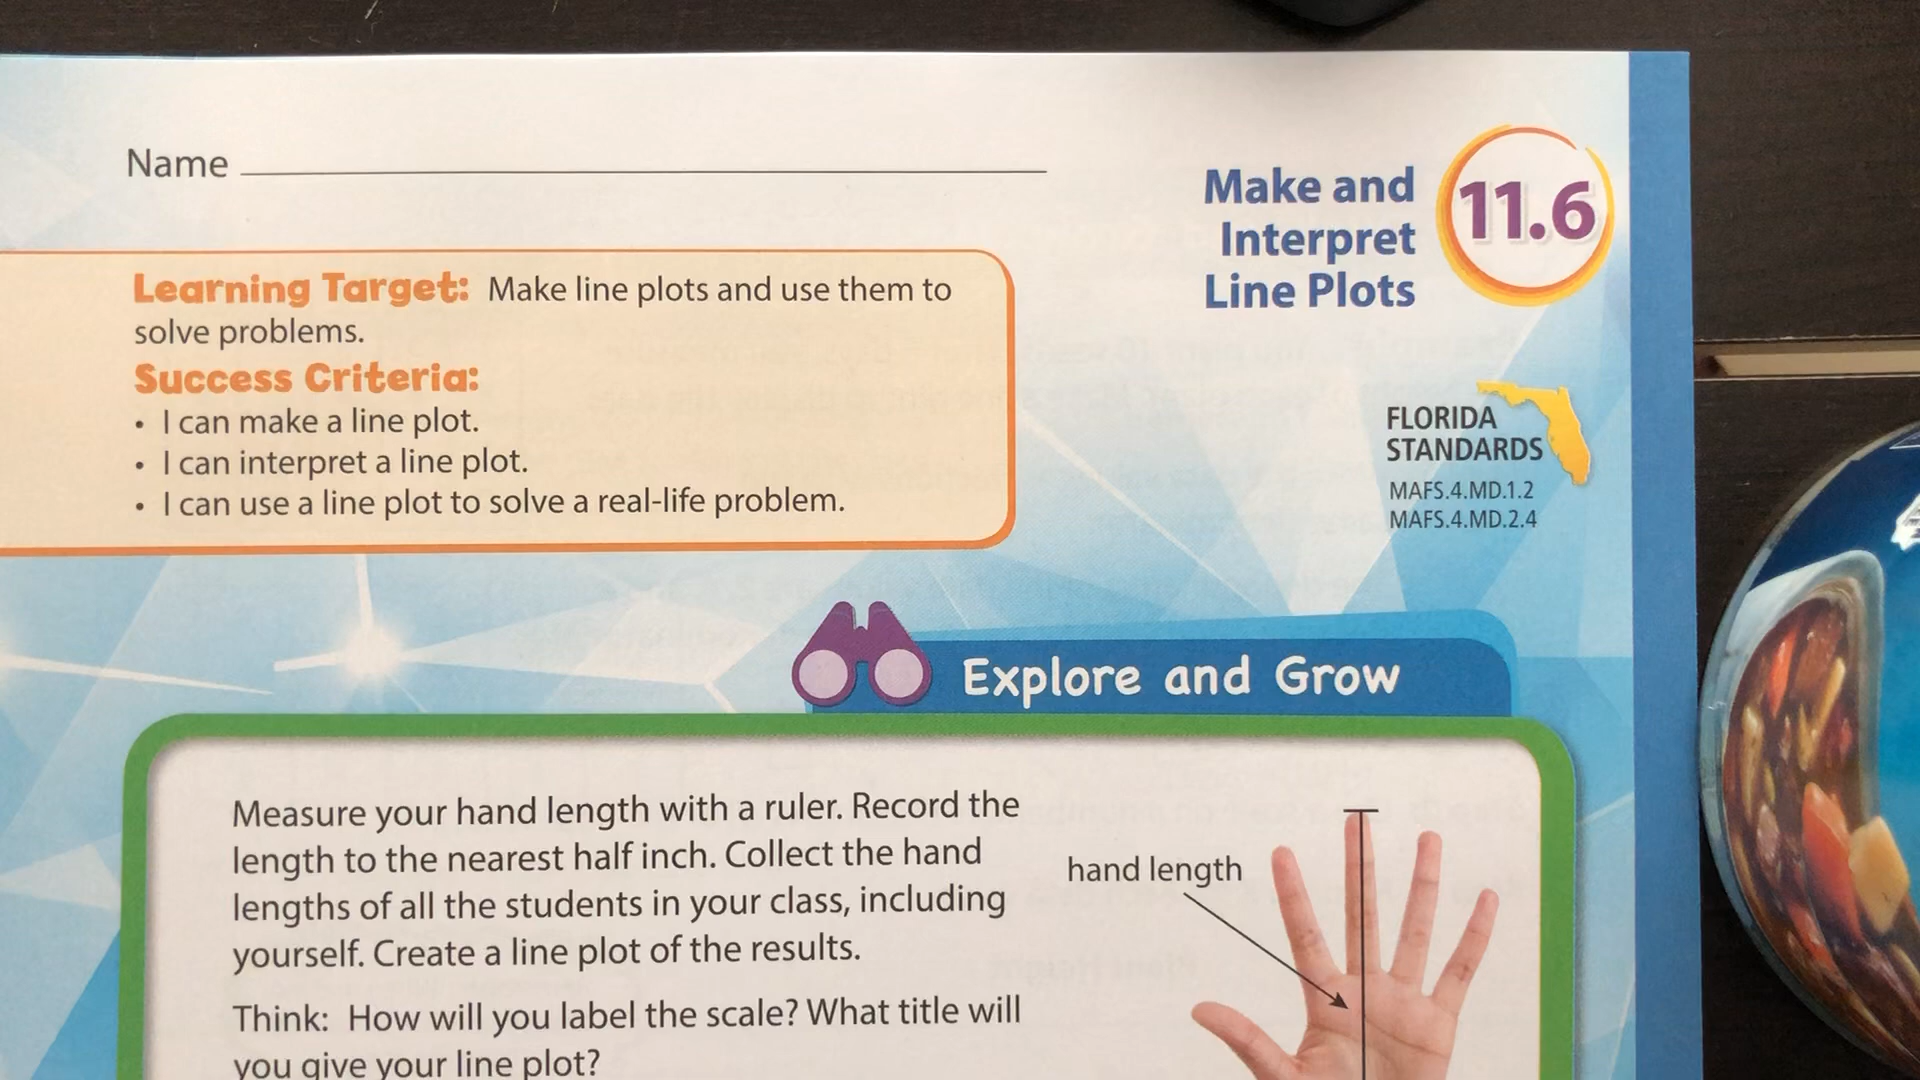 Name
Make and
Interpret
Line Plots
11.6
Learning Target: Make line plots and use them to
solve problems.
Success Criteria:
• I can make a line plot.
• I can interpret a line plot.
• I can use a line plot to solve a real-life problem.
FLORIDA
STANDARDS
MAFS.4.MD.1.2
MAFS.4.MD.2.4
Explore and Grow
Measure your hand length with a ruler. Record the
length to the nearest half inch. Collect the hand
lengths of all the students in your class, including
yourself. Create a line plot of the results.
hand length
Think: How will you label the scale? What title will
you give your line plot?